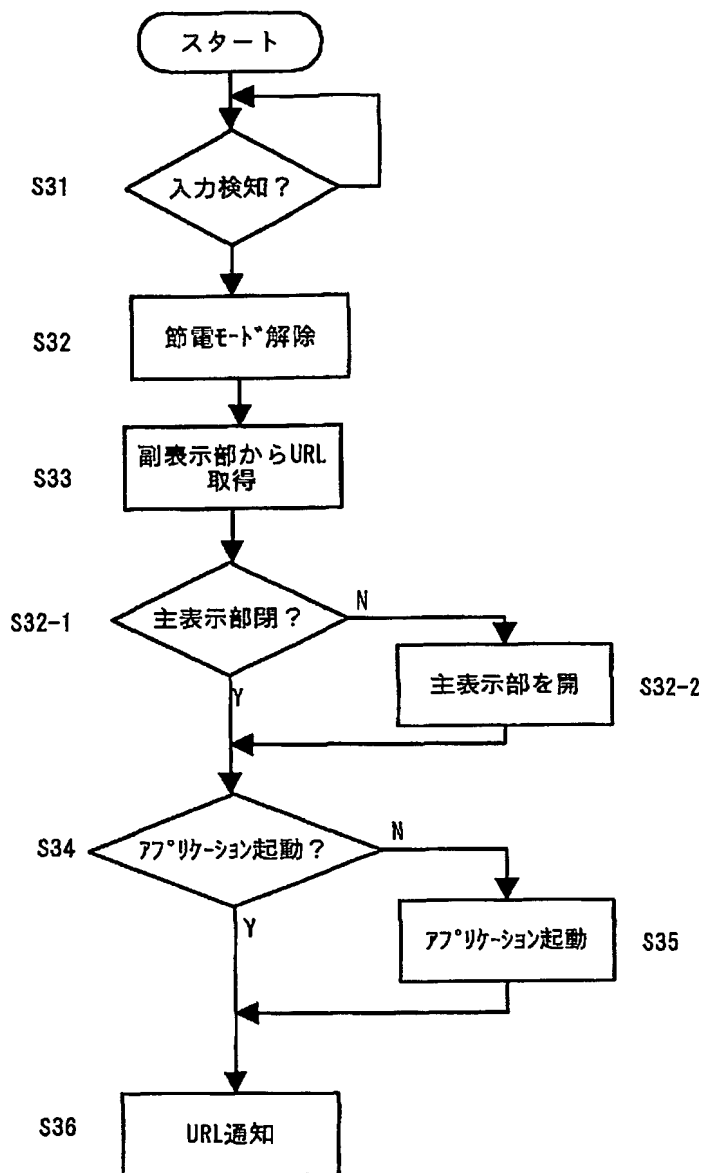 スタート
S31
入力検知?
S32
節電ﾓｰﾄﾞ解除
S33
副表示部からURL
取得
S32-1
主表示部閉?
N
主表示部を開
S32-2
Y
S34
ｱﾌﾟﾘｹｰｼｮﾝ起動?
N
Y
ｱﾌﾟﾘｹｰｼｮﾝ起動
S35
S36
URL通知